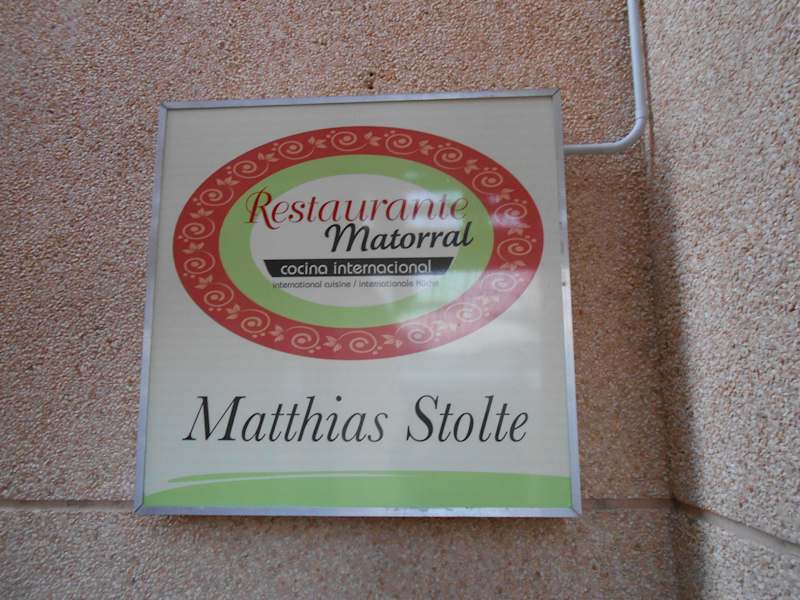 Restaurante
Matorral
cocina internacional
international cuisine / internationale Küche
Matthias Stolte